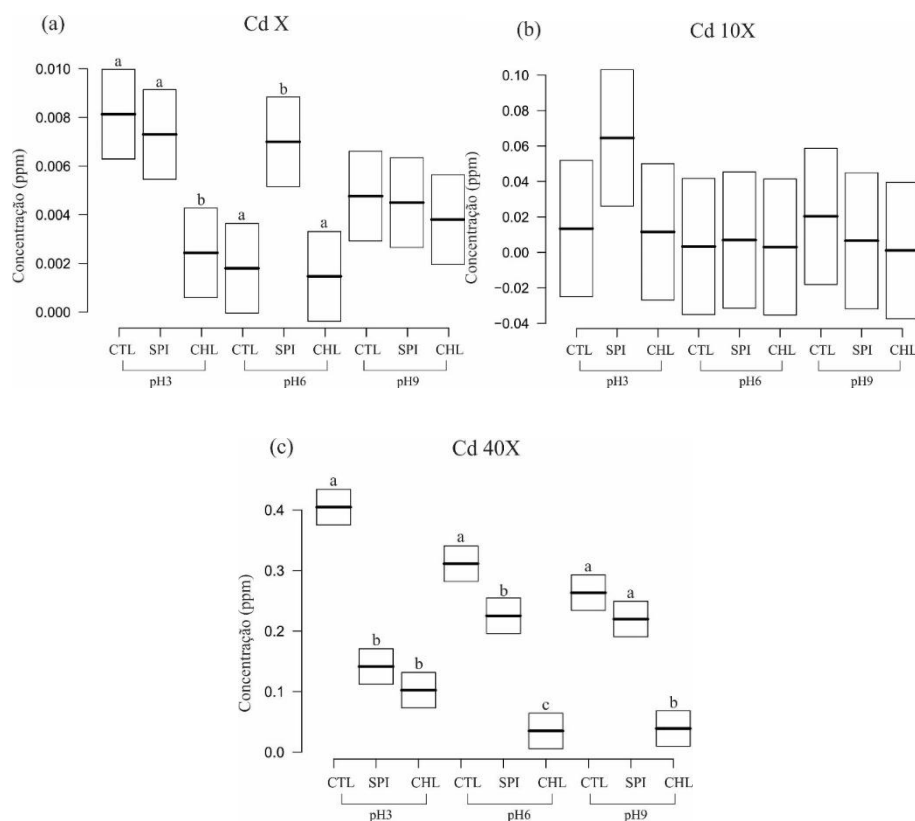 (a)
Cd X
Concentração (ppm)
0.010
0.008
0.006
0.004
0.002
0.000
a
a
b
a
b
a
CTL SPI CHL CTL SPI CHL CTL SPI CHL
pH3 pH6 pH9
(b)
Cd 10X
Concentração (ppm)
0.10
0.08
0.06
0.04
0.02
0.00
−0.02
−0.04
CTL SPI CHL CTL SPI CHL CTL SPI CHL
pH3 pH6 pH9
(c)
Cd 40X
Concentração (ppm)
0.4
0.3
0.2
0.1
0.0
a
b
b
a
b
c
a
a
b
CTL SPI CHL CTL SPI CHL CTL SPI CHL
pH3 pH6 pH9